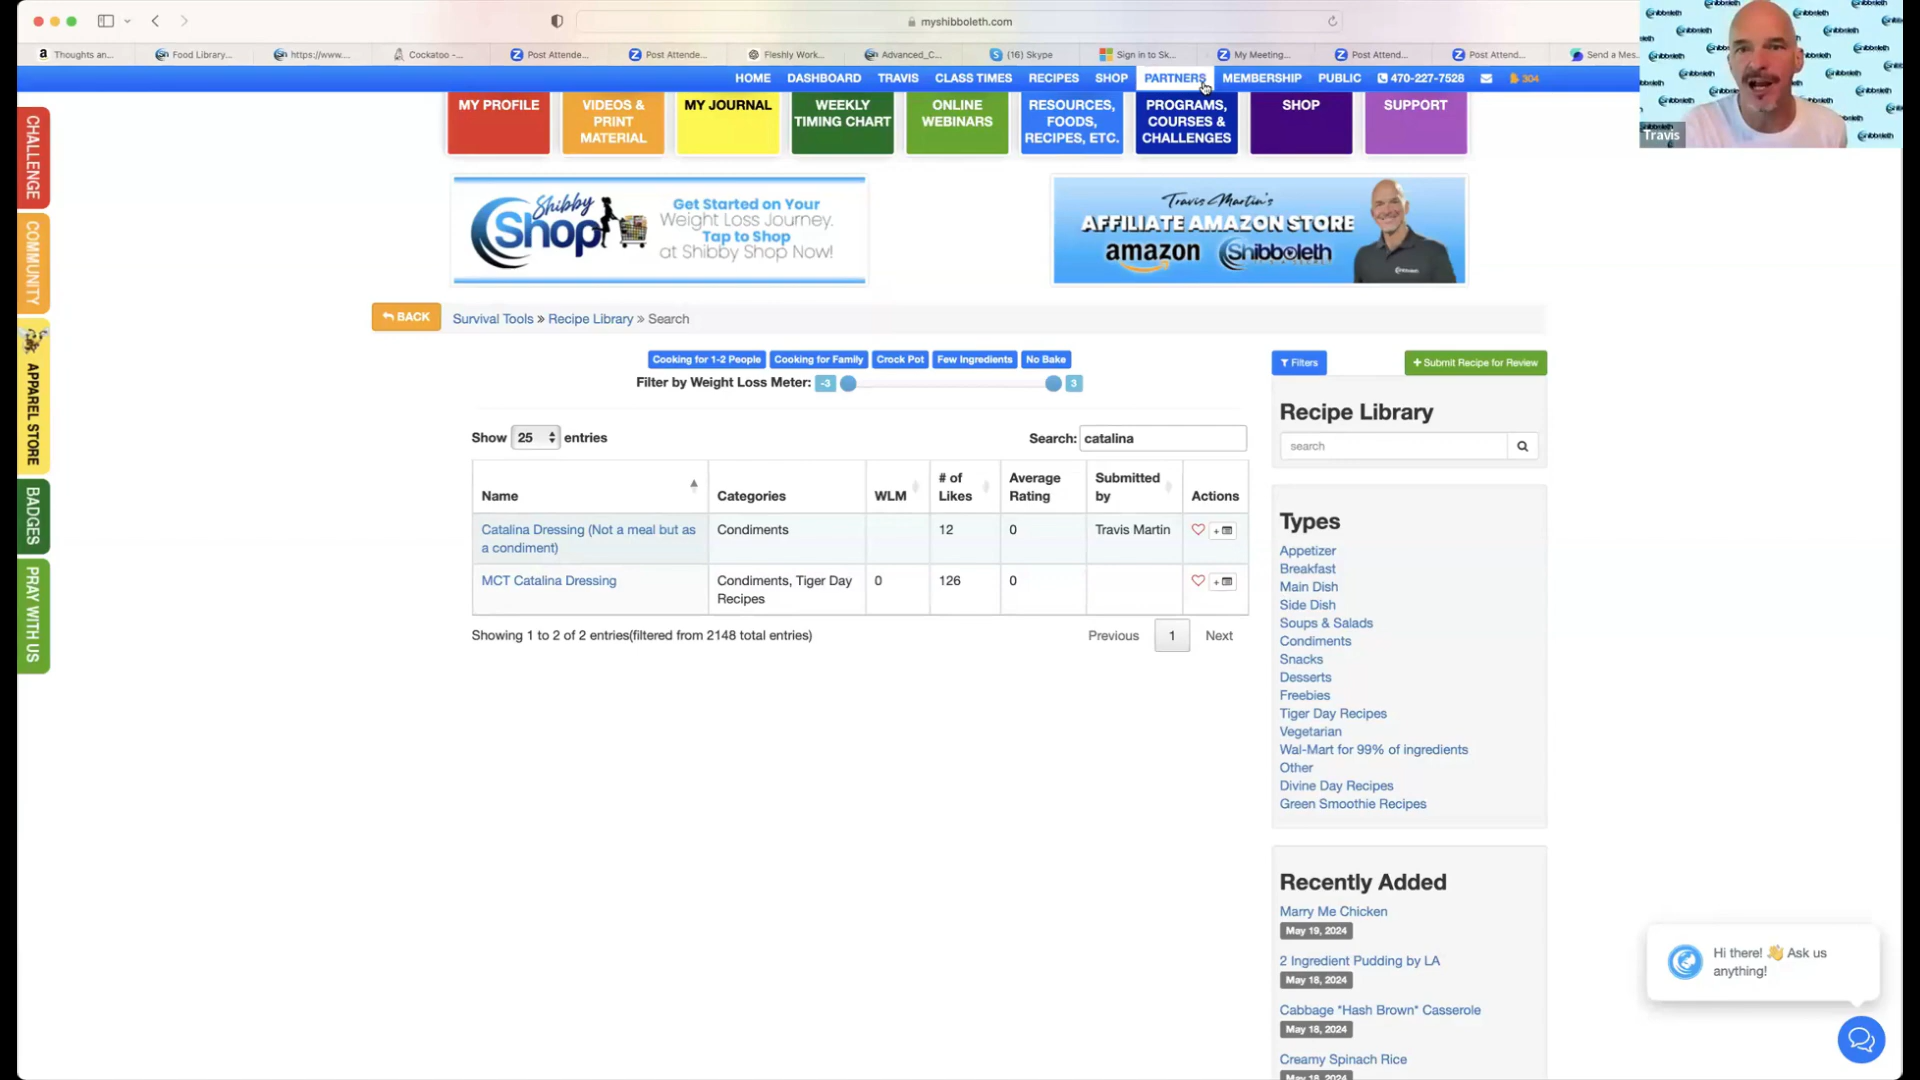 myshibboleth.com
Thoughts an...
Food Library...
https://www....
Cockatoo –...
Post Attende...
Post Attende...
Fleshly Work...
Advanced_C...
(16) Skype
Sign in to Sk...
My Meeting...
Post Attend...
Post Attend...
Send a Mes...
HOME DASHBOARD TRAVIS CLASS TIMES RECIPES SHOP PARTNERS MEMBERSHIP PUBLIC 470-227-7528 304
Travis
MY PROFILE
VIDEOS &
PRINT
MATERIAL
MY JOURNAL
WEEKLY
TIMING CHART
ONLINE
WEBINARS
RESOURCES,
FOODS,
RECIPES, ETC.
PROGRAMS,
COURSES &
CHALLENGES
SHOP
SUPPORT
CHALLENGE
COMMUNITY
APPAREL STORE
BADGES
PRAY WITH US
Shibby
Shop
Get Started on Your
Weight Loss Journey.
Tap to Shop
at Shibby Shop Now!
Travis Martin's
AFFILIATE AMAZON STORE
amazon Shibboleth
BACK
Survival Tools » Recipe Library » Search
Cooking for 1-2 People Cooking for Family Crock Pot Few Ingredients No Bake
Filter by Weight Loss Meter: -3 3
Show 25 entries
Search: catalina
Name Categories WLM # of Likes Average Rating Submitted by Actions
Catalina Dressing (Not a meal but as a condiment) Condiments 12 0 Travis Martin
MCT Catalina Dressing Condiments, Tiger Day Recipes 0 126 0
Showing 1 to 2 of 2 entries(filtered from 2148 total entries)
Previous 1 Next
Filters
+ Submit Recipe for Review
Recipe Library
search
Types
Appetizer
Breakfast
Main Dish
Side Dish
Soups & Salads
Condiments
Snacks
Desserts
Freebies
Tiger Day Recipes
Vegetarian
Wal-Mart for 99% of ingredients
Other
Divine Day Recipes
Green Smoothie Recipes
Recently Added
Marry Me Chicken
May 19, 2024
2 Ingredient Pudding by LA
May 18, 2024
Cabbage "Hash Brown" Casserole
May 18, 2024
Creamy Spinach Rice
May 18, 2024
Hi there! 👋 Ask us
anything!